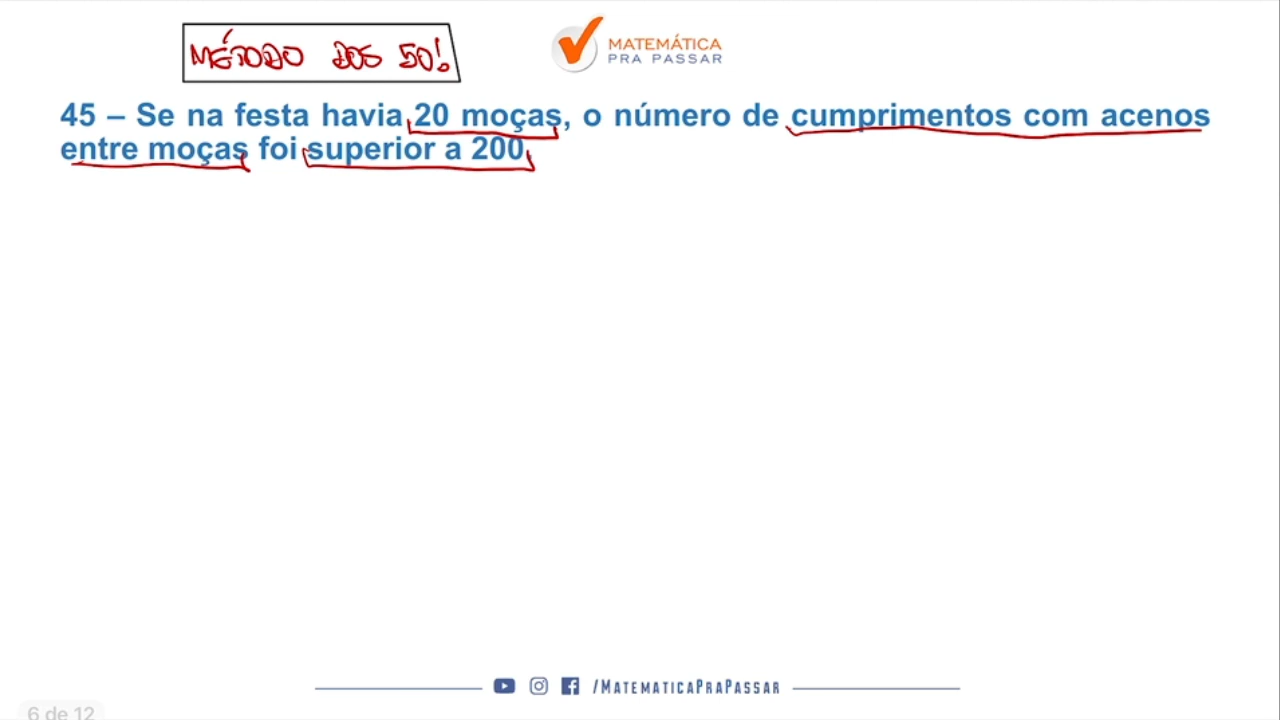 MÉTODO DOS 50!
MATEMÁTICA
PRA PASSAR
45 – Se na festa havia 20 moças, o número de cumprimentos com acenos
entre moças foi superior a 200.
/MATEMATICAPRAPASSAR
6 de 12